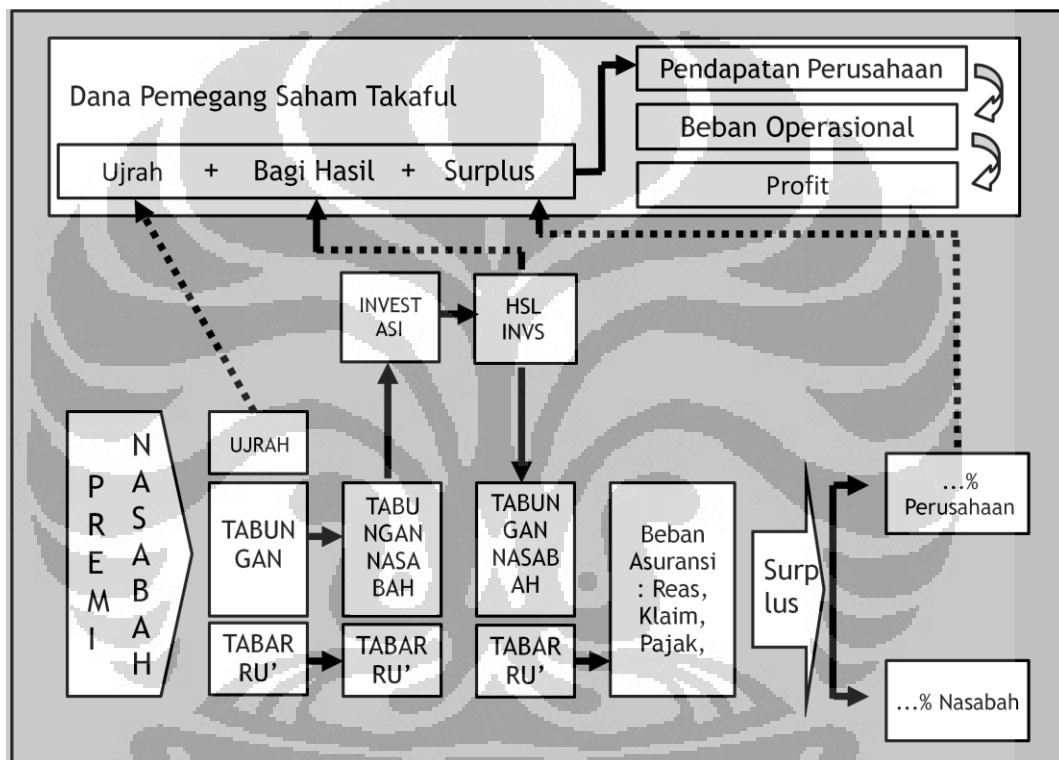 Dana Pemegang Saham Takaful
Ujrah + Bagi Hasil + Surplus
Pendapatan Perusahaan
Beban Operasional
Profit
INVEST
ASI
HSL
INVS
PREMI
NASABAH
UJRAH
TABUN
GAN
TABAR
RU’
TABU
NGAN
NASA
BAH
TABAR
RU’
TABUN
GAN
NASAB
AH
TABAR
RU’
Beban
Asuransi
: Reas,
Klaim,
Pajak,
Surp
lus
...%
Perusahaan
...% Nasabah